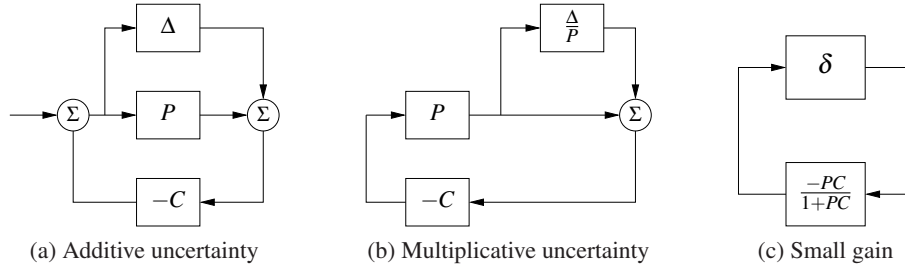 Δ
Σ
P
Σ
−C
(a) Additive uncertainty
Δ
P
P
Σ
−C
(b) Multiplicative uncertainty
δ
−PC
1+PC
(c) Small gain